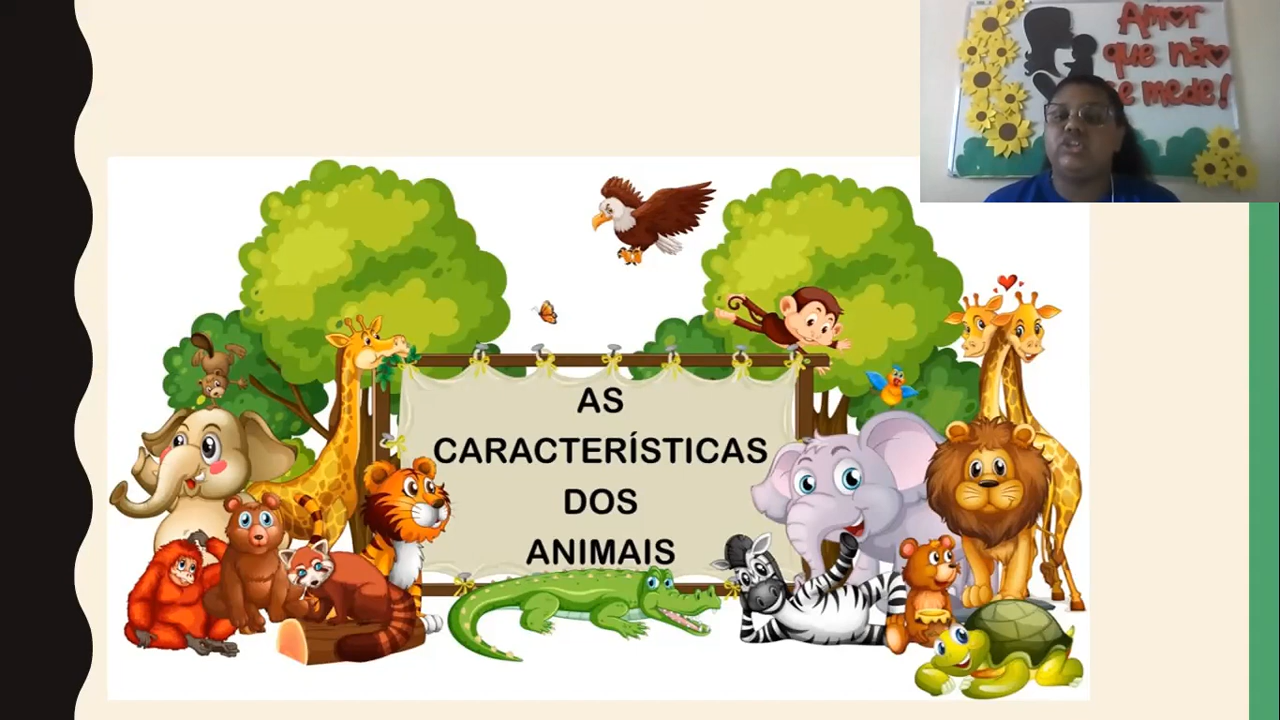 Amor
que não
se mede!
AS
CARACTERÍSTICAS
DOS
ANIMAIS